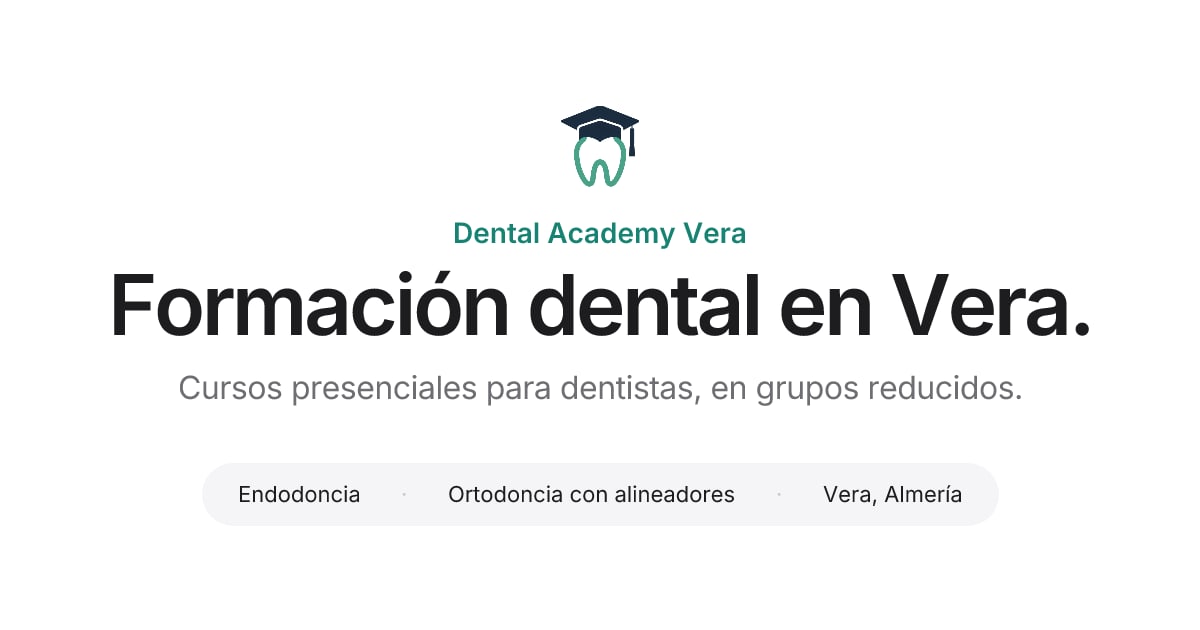 Dental Academy Vera
Formación dental en Vera.
Cursos presenciales para dentistas, en grupos reducidos.
Endodoncia · Ortodoncia con alineadores · Vera, Almería